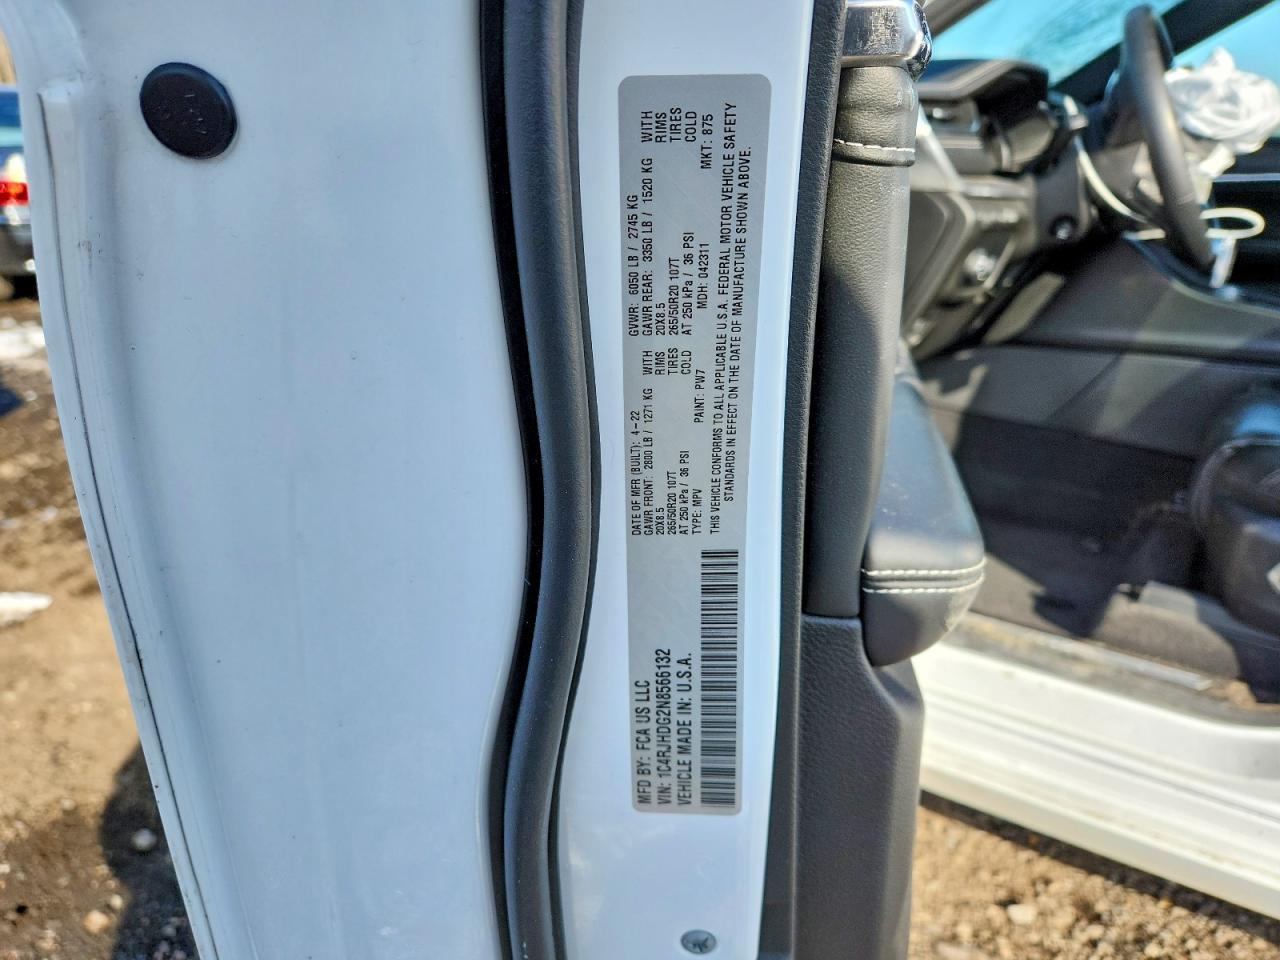 MFD BY: FCA US LLC
VIN: 1C4RJHDG2N8566132
VEHICLE MADE IN: U.S.A.
DATE OF MFR (BUILT): 4-22 GVWR: 6050 LB / 2745 KG
GAWR FRONT: 2800 LB / 1271 KG WITH GAWR REAR: 3350 LB / 1520 KG WITH
20X8.5 RIMS 20X8.5 RIMS
265/50R20 107T TIRES 265/50R20 107T TIRES
AT 250 kPa / 36 PSI COLD AT 250 kPa / 36 PSI COLD
TYPE: MPV PAINT: PW7 MDH: 042311 MKT: 875
THIS VEHICLE CONFORMS TO ALL APPLICABLE U.S.A. FEDERAL MOTOR VEHICLE SAFETY
STANDARDS IN EFFECT ON THE DATE OF MANUFACTURE SHOWN ABOVE.